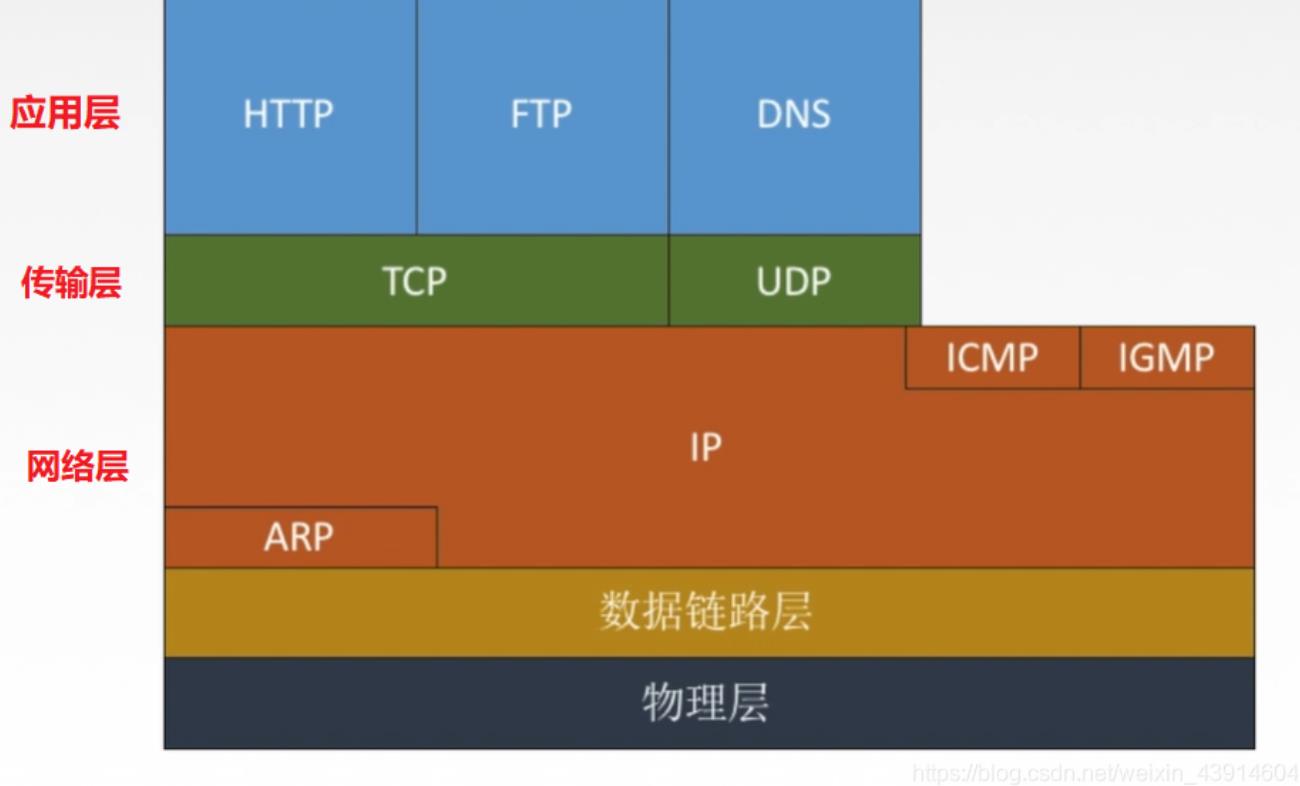 应用层
HTTP
FTP
DNS
传输层
TCP
UDP
ICMP
IGMP
网络层
IP
ARP
数据链路层
物理层
https://blog.csdn.net/weixin_43914604